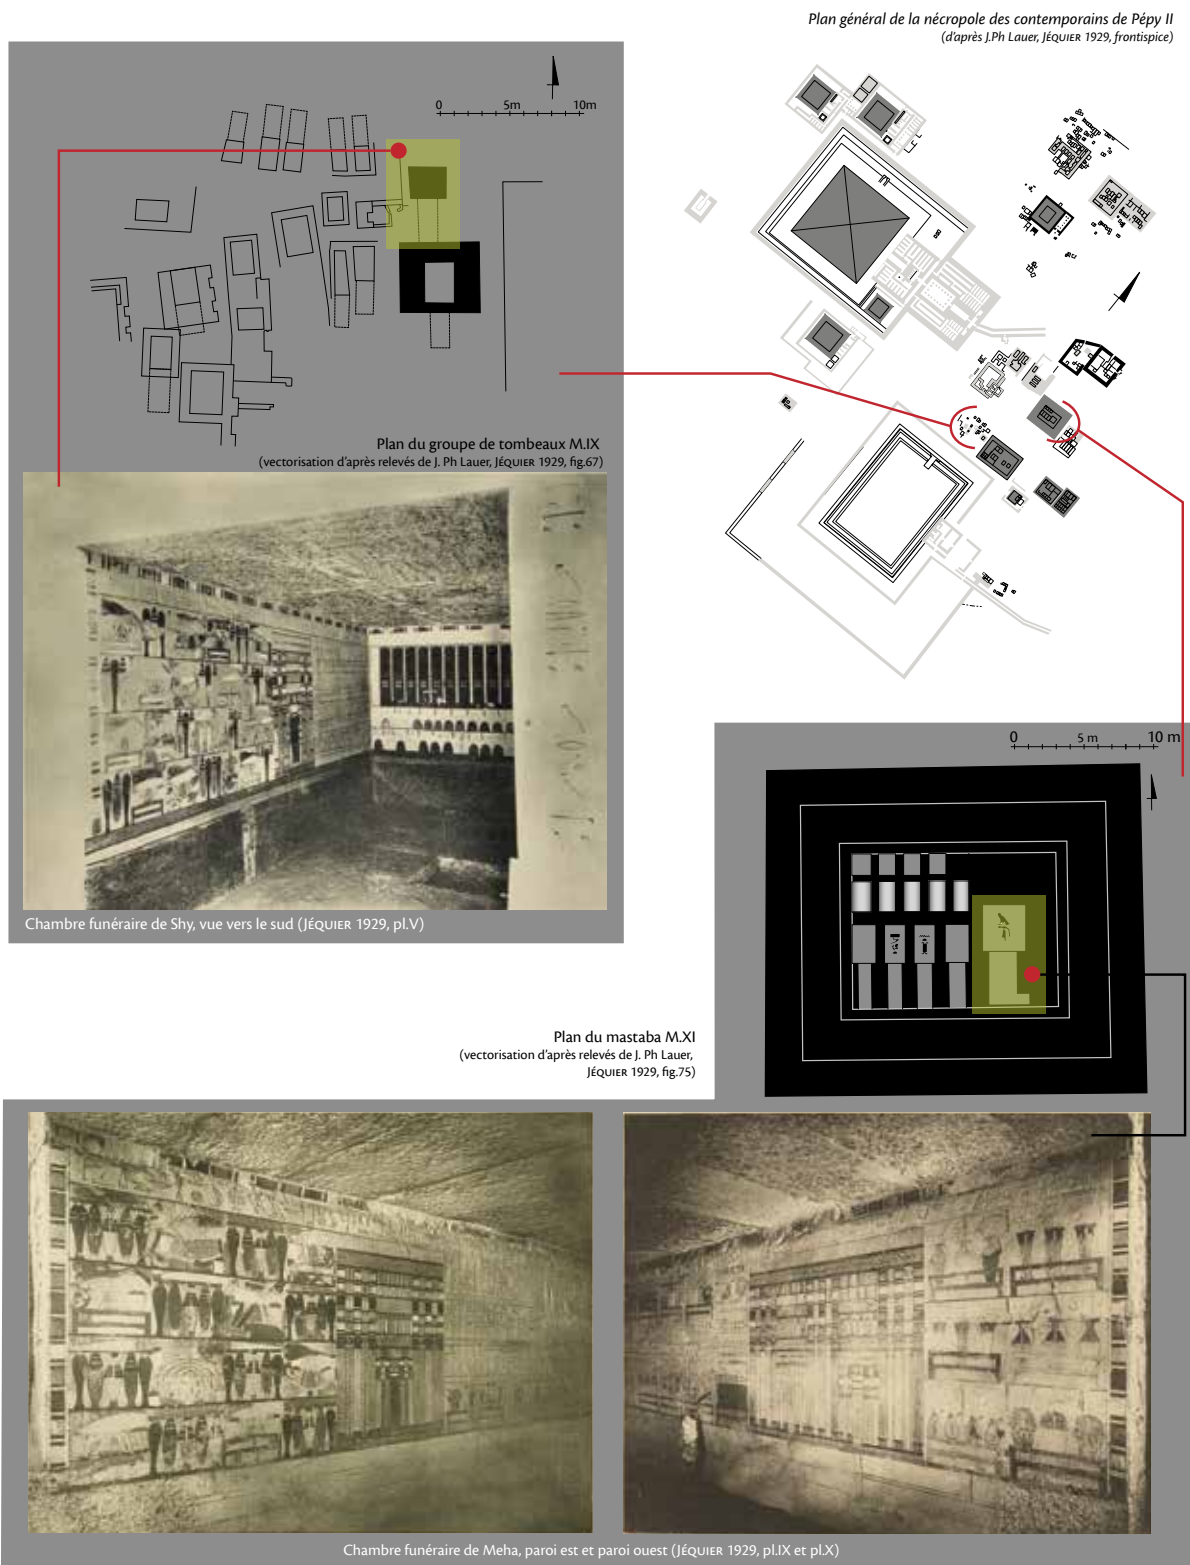 Plan général de la nécropole des contemporains de Pépy II
(d'après J.Ph Lauer, JÉQUIER 1929, frontispice)
0 5m 10m
Plan du groupe de tombeaux M.IX
(vectorisation d'après relevés de J. Ph Lauer, JÉQUIER 1929, fig.67)
Chambre funéraire de Shy, vue vers le sud (JÉQUIER 1929, pl.V)
0 5 m 10 m
Plan du mastaba M.XI
(vectorisation d'après relevés de J. Ph Lauer,
JÉQUIER 1929, fig.75)
Chambre funéraire de Meha, paroi est et paroi ouest (JÉQUIER 1929, pl.IX et pl.X)